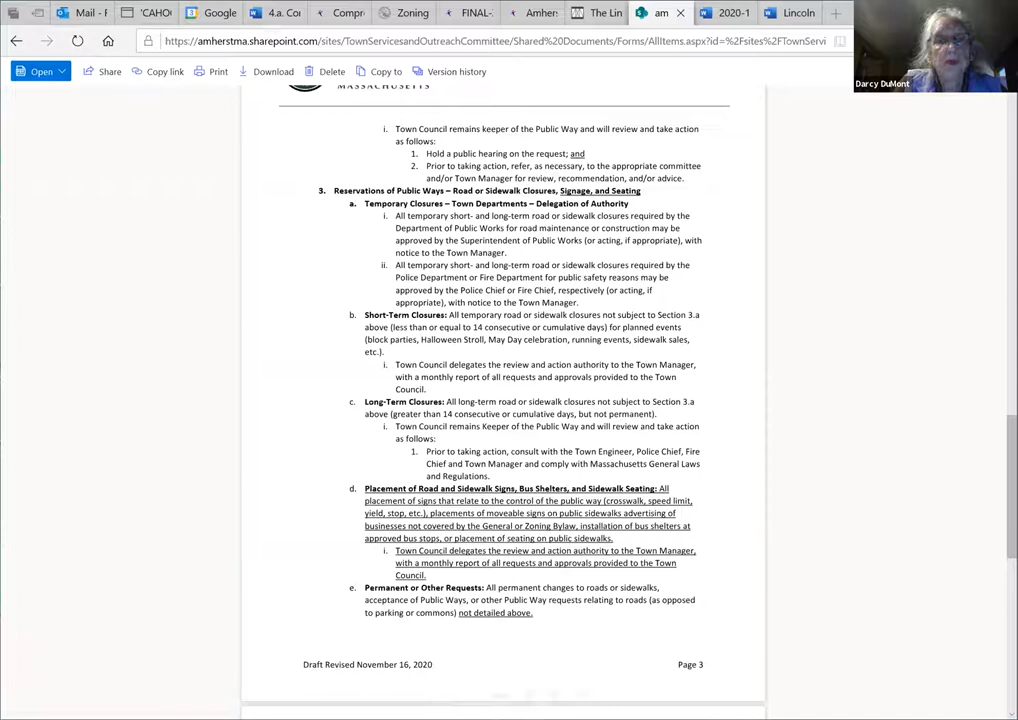 Mail - F
'CAHO
Google
4.a. Co
Compr
Zoning
FINAL-
Amhers
The Lin
am
2020-1
Lincoln
https://amherstma.sharepoint.com/sites/TownServicesandOutreachCommittee/Shared%20Documents/Forms/AllItems.aspx?id=%2Fsites%2FTownServi
Open
Share
Copy link
Print
Download
Delete
Copy to
Version history
Darcy DuMont
MASSACHUSETTS
i. Town Council remains keeper of the Public Way and will review and take action
as follows:
1. Hold a public hearing on the request; and
2. Prior to taking action, refer, as necessary, to the appropriate committee
and/or Town Manager for review, recommendation, and/or advice.
3. Reservations of Public Ways – Road or Sidewalk Closures, Signage, and Seating
a. Temporary Closures – Town Departments – Delegation of Authority
i. All temporary short- and long-term road or sidewalk closures required by the
Department of Public Works for road maintenance or construction may be
approved by the Superintendent of Public Works (or acting, if appropriate), with
notice to the Town Manager.
ii. All temporary short- and long-term road or sidewalk closures required by the
Police Department or Fire Department for public safety reasons may be
approved by the Police Chief or Fire Chief, respectively (or acting, if
appropriate), with notice to the Town Manager.
b. Short-Term Closures: All temporary road or sidewalk closures not subject to Section 3.a
above (less than or equal to 14 consecutive or cumulative days) for planned events
(block parties, Halloween Stroll, May Day celebration, running events, sidewalk sales,
etc.).
i. Town Council delegates the review and action authority to the Town Manager,
with a monthly report of all requests and approvals provided to the Town
Council.
c. Long-Term Closures: All long-term road or sidewalk closures not subject to Section 3.a
above (greater than 14 consecutive or cumulative days, but not permanent).
i. Town Council remains Keeper of the Public Way and will review and take action
as follows:
1. Prior to taking action, consult with the Town Engineer, Police Chief, Fire
Chief and Town Manager and comply with Massachusetts General Laws
and Regulations.
d. Placement of Road and Sidewalk Signs, Bus Shelters, and Sidewalk Seating: All
placement of signs that relate to the control of the public way (crosswalk, speed limit,
yield, stop, etc.), placements of moveable signs on public sidewalks advertising of
businesses not covered by the General or Zoning Bylaw, installation of bus shelters at
approved bus stops, or placement of seating on public sidewalks.
i. Town Council delegates the review and action authority to the Town Manager,
with a monthly report of all requests and approvals provided to the Town
Council.
e. Permanent or Other Requests: All permanent changes to roads or sidewalks,
acceptance of Public Ways, or other Public Way requests relating to roads (as opposed
to parking or commons) not detailed above.
Draft Revised November 16, 2020
Page 3